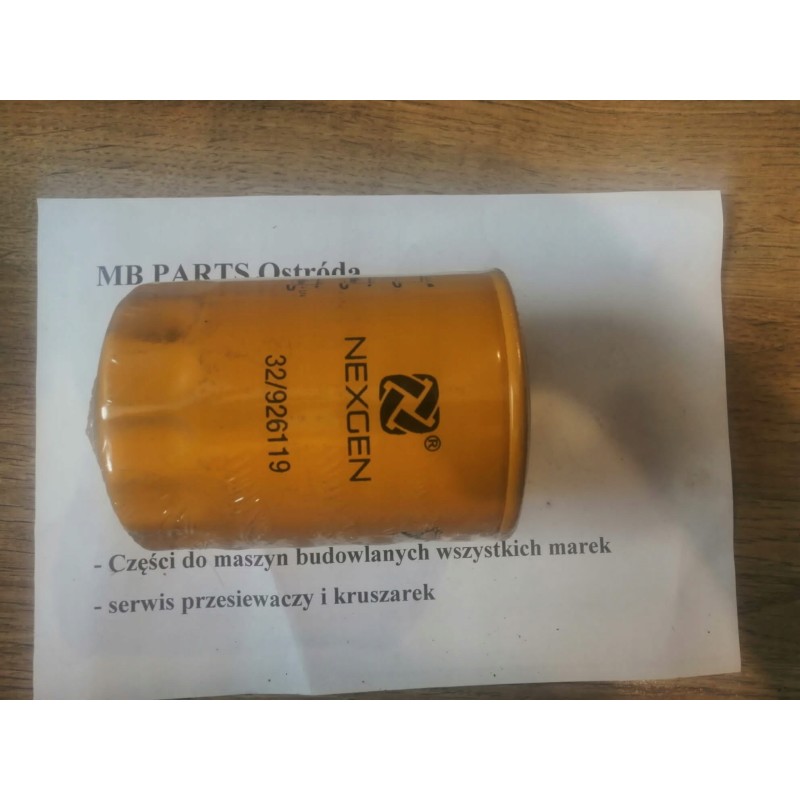 MB PARTS Ostróda
NEXGEN ®
32/926119
- Części do maszyn budowlanych wszystkich marek
- serwis przesiewaczy i kruszarek